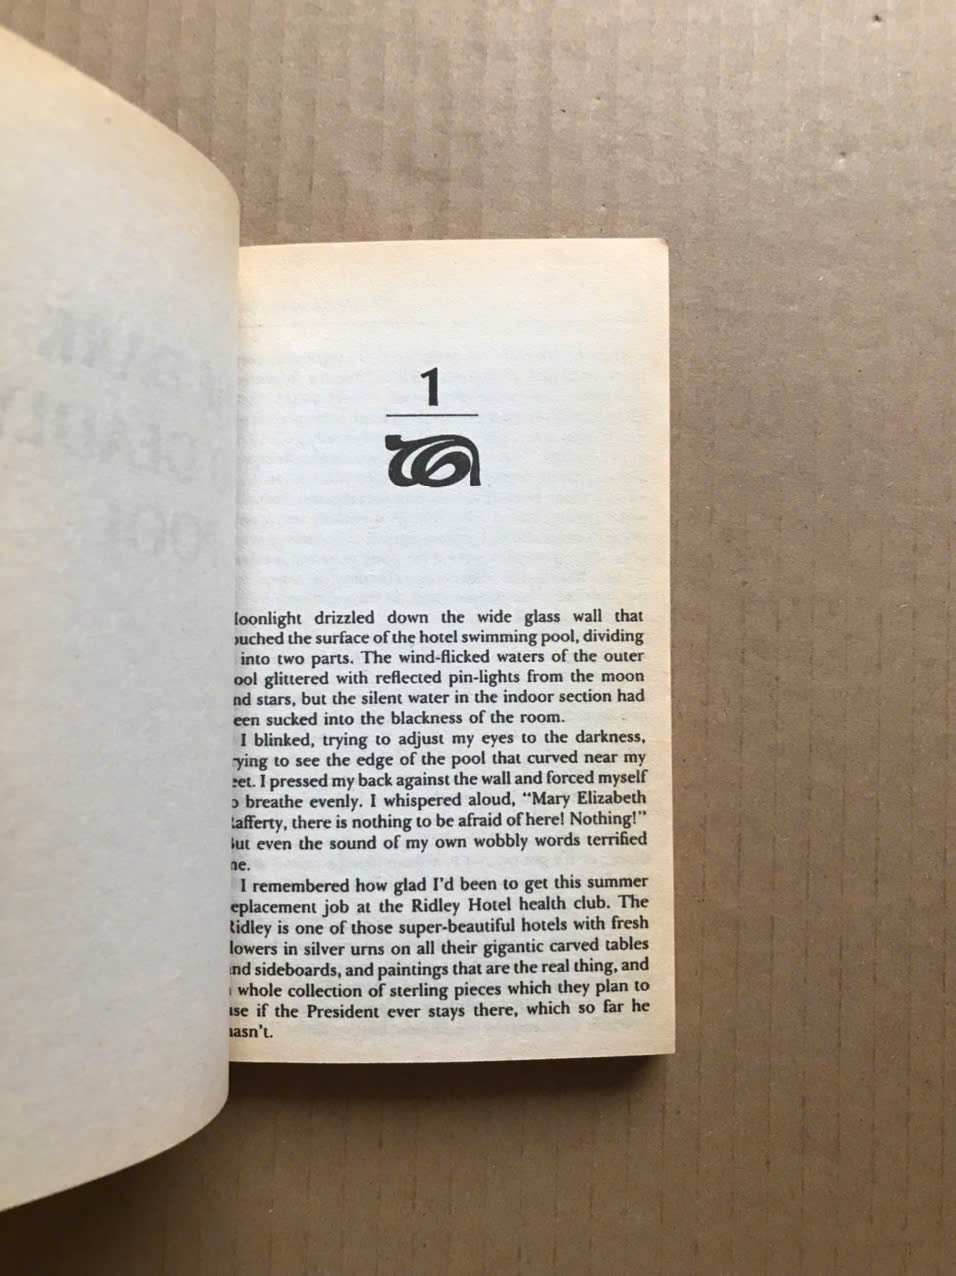 1
oonlight drizzled down the wide glass wall that
ouched the surface of the hotel swimming pool, dividing
into two parts. The wind-flicked waters of the outer
ool glittered with reflected pin-lights from the moon
nd stars, but the silent water in the indoor section had
een sucked into the blackness of the room.
I blinked, trying to adjust my eyes to the darkness,
rying to see the edge of the pool that curved near my
eet. I pressed my back against the wall and forced myself
o breathe evenly. I whispered aloud, “Mary Elizabeth
afferty, there is nothing to be afraid of here! Nothing!”
ut even the sound of my own wobbly words terrified
e.
I remembered how glad I’d been to get this summer
eplacement job at the Ridley Hotel health club. The
idley is one of those super-beautiful hotels with fresh
lowers in silver urns on all their gigantic carved tables
nd sideboards, and paintings that are the real thing, and
whole collection of sterling pieces which they plan to
se if the President ever stays there, which so far he
asn’t.